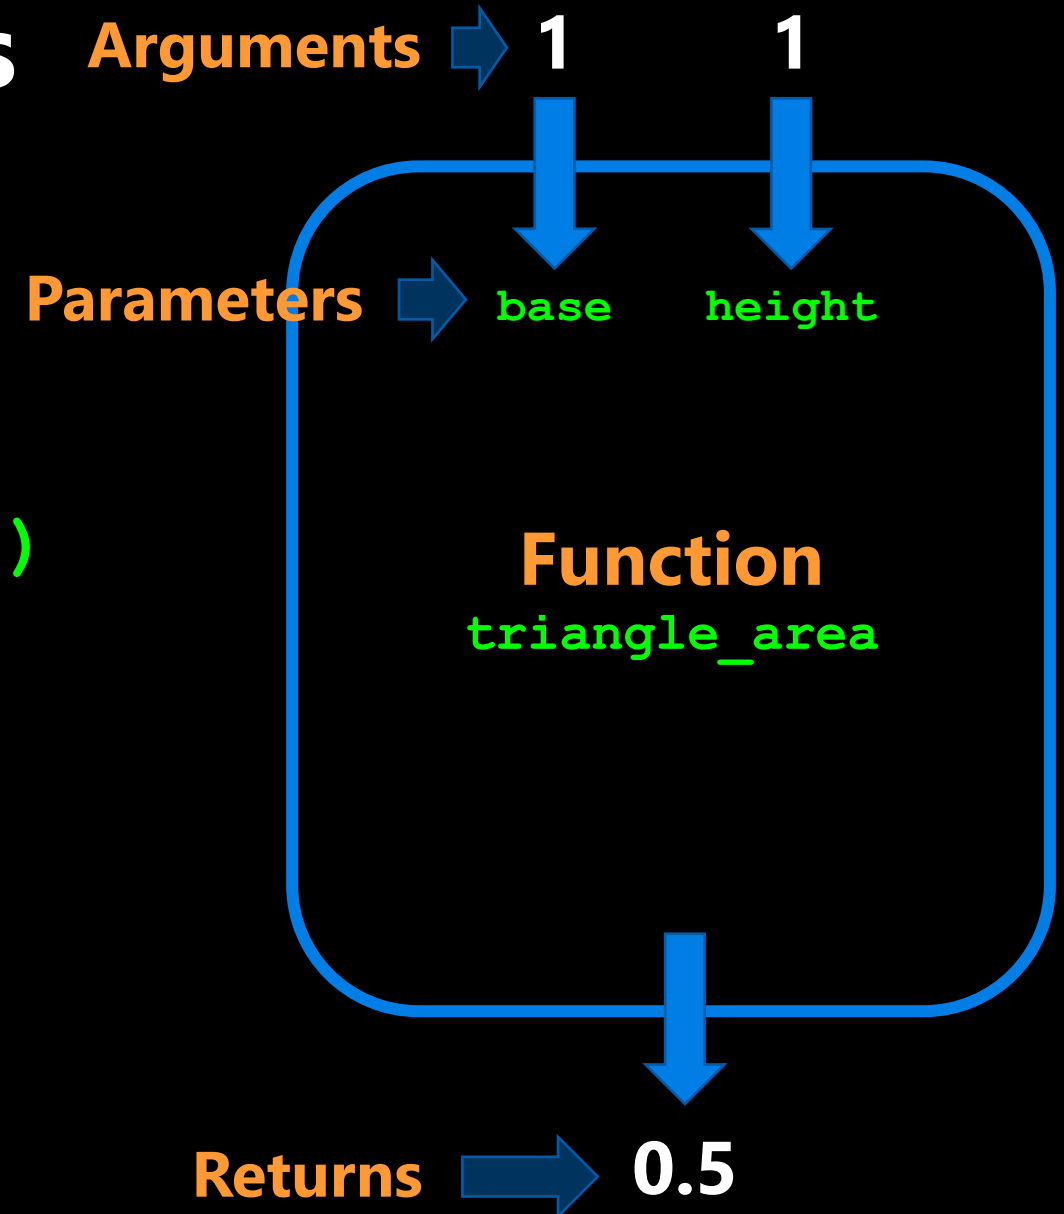 s Arguments 1 1
Parameters base height
)
Function
triangle_area
Returns 0.5